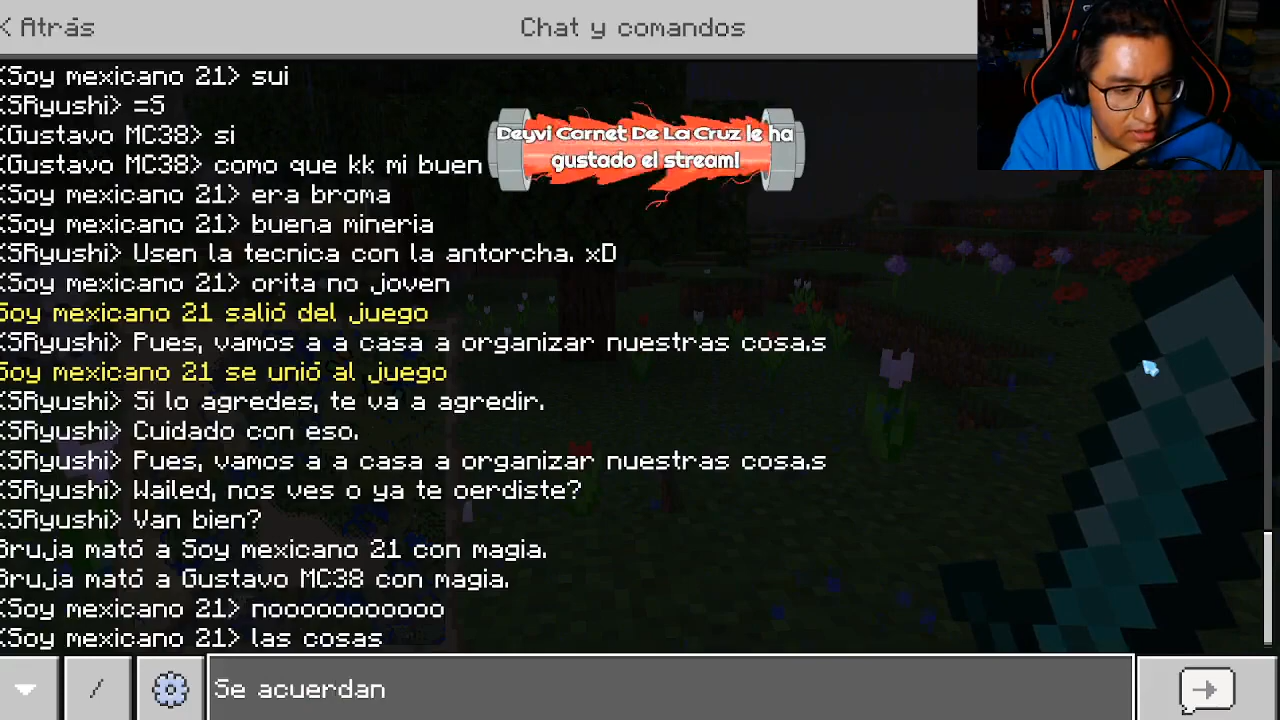 < Atrás
Chat y comandos
<Soy mexicano 21> sui
<SRyushi> =S
<Gustavo MC38> si
<Gustavo MC38> como que kk mi buen
Deyvi Carnet De La Cruz le ha
gustado el stream!
<Soy mexicano 21> era broma
<Soy mexicano 21> buena mineria
<SRyushi> Usen la tecnica con la antorcha. xD
<Soy mexicano 21> orita no joven
Soy mexicano 21 salió del juego
<SRyushi> Pues, vamos a a casa a organizar nuestras cosa.s
Soy mexicano 21 se unió al juego
<SRyushi> Si lo agredes, te va a agredir.
<SRyushi> Cuidado con eso.
<SRyushi> Pues, vamos a a casa a organizar nuestras cosa.s
<SRyushi> Wailed, nos ves o ya te oerdiste?
<SRyushi> Van bien?
Bruja mató a Soy mexicano 21 con magia.
Bruja mató a Gustavo MC38 con magia.
<Soy mexicano 21> nooooooooooo
<Soy mexicano 21> las cosas
/
Se acuerdan